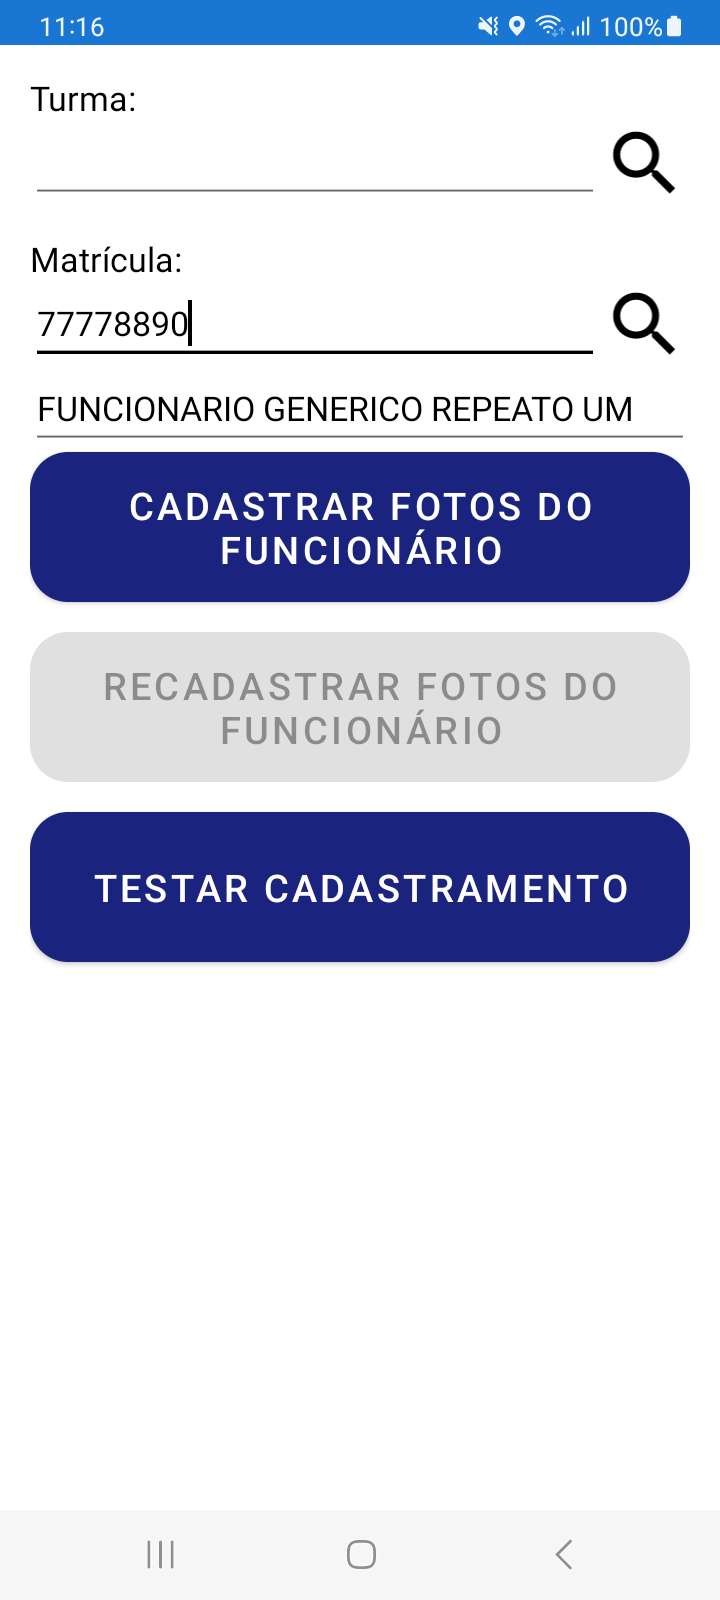 11:16 100%
Turma:
Matrícula:
77778890
FUNCIONARIO GENERICO REPEATO UM
CADASTRAR FOTOS DO
FUNCIONÁRIO
RECADASTRAR FOTOS DO
FUNCIONÁRIO
TESTAR CADASTRAMENTO